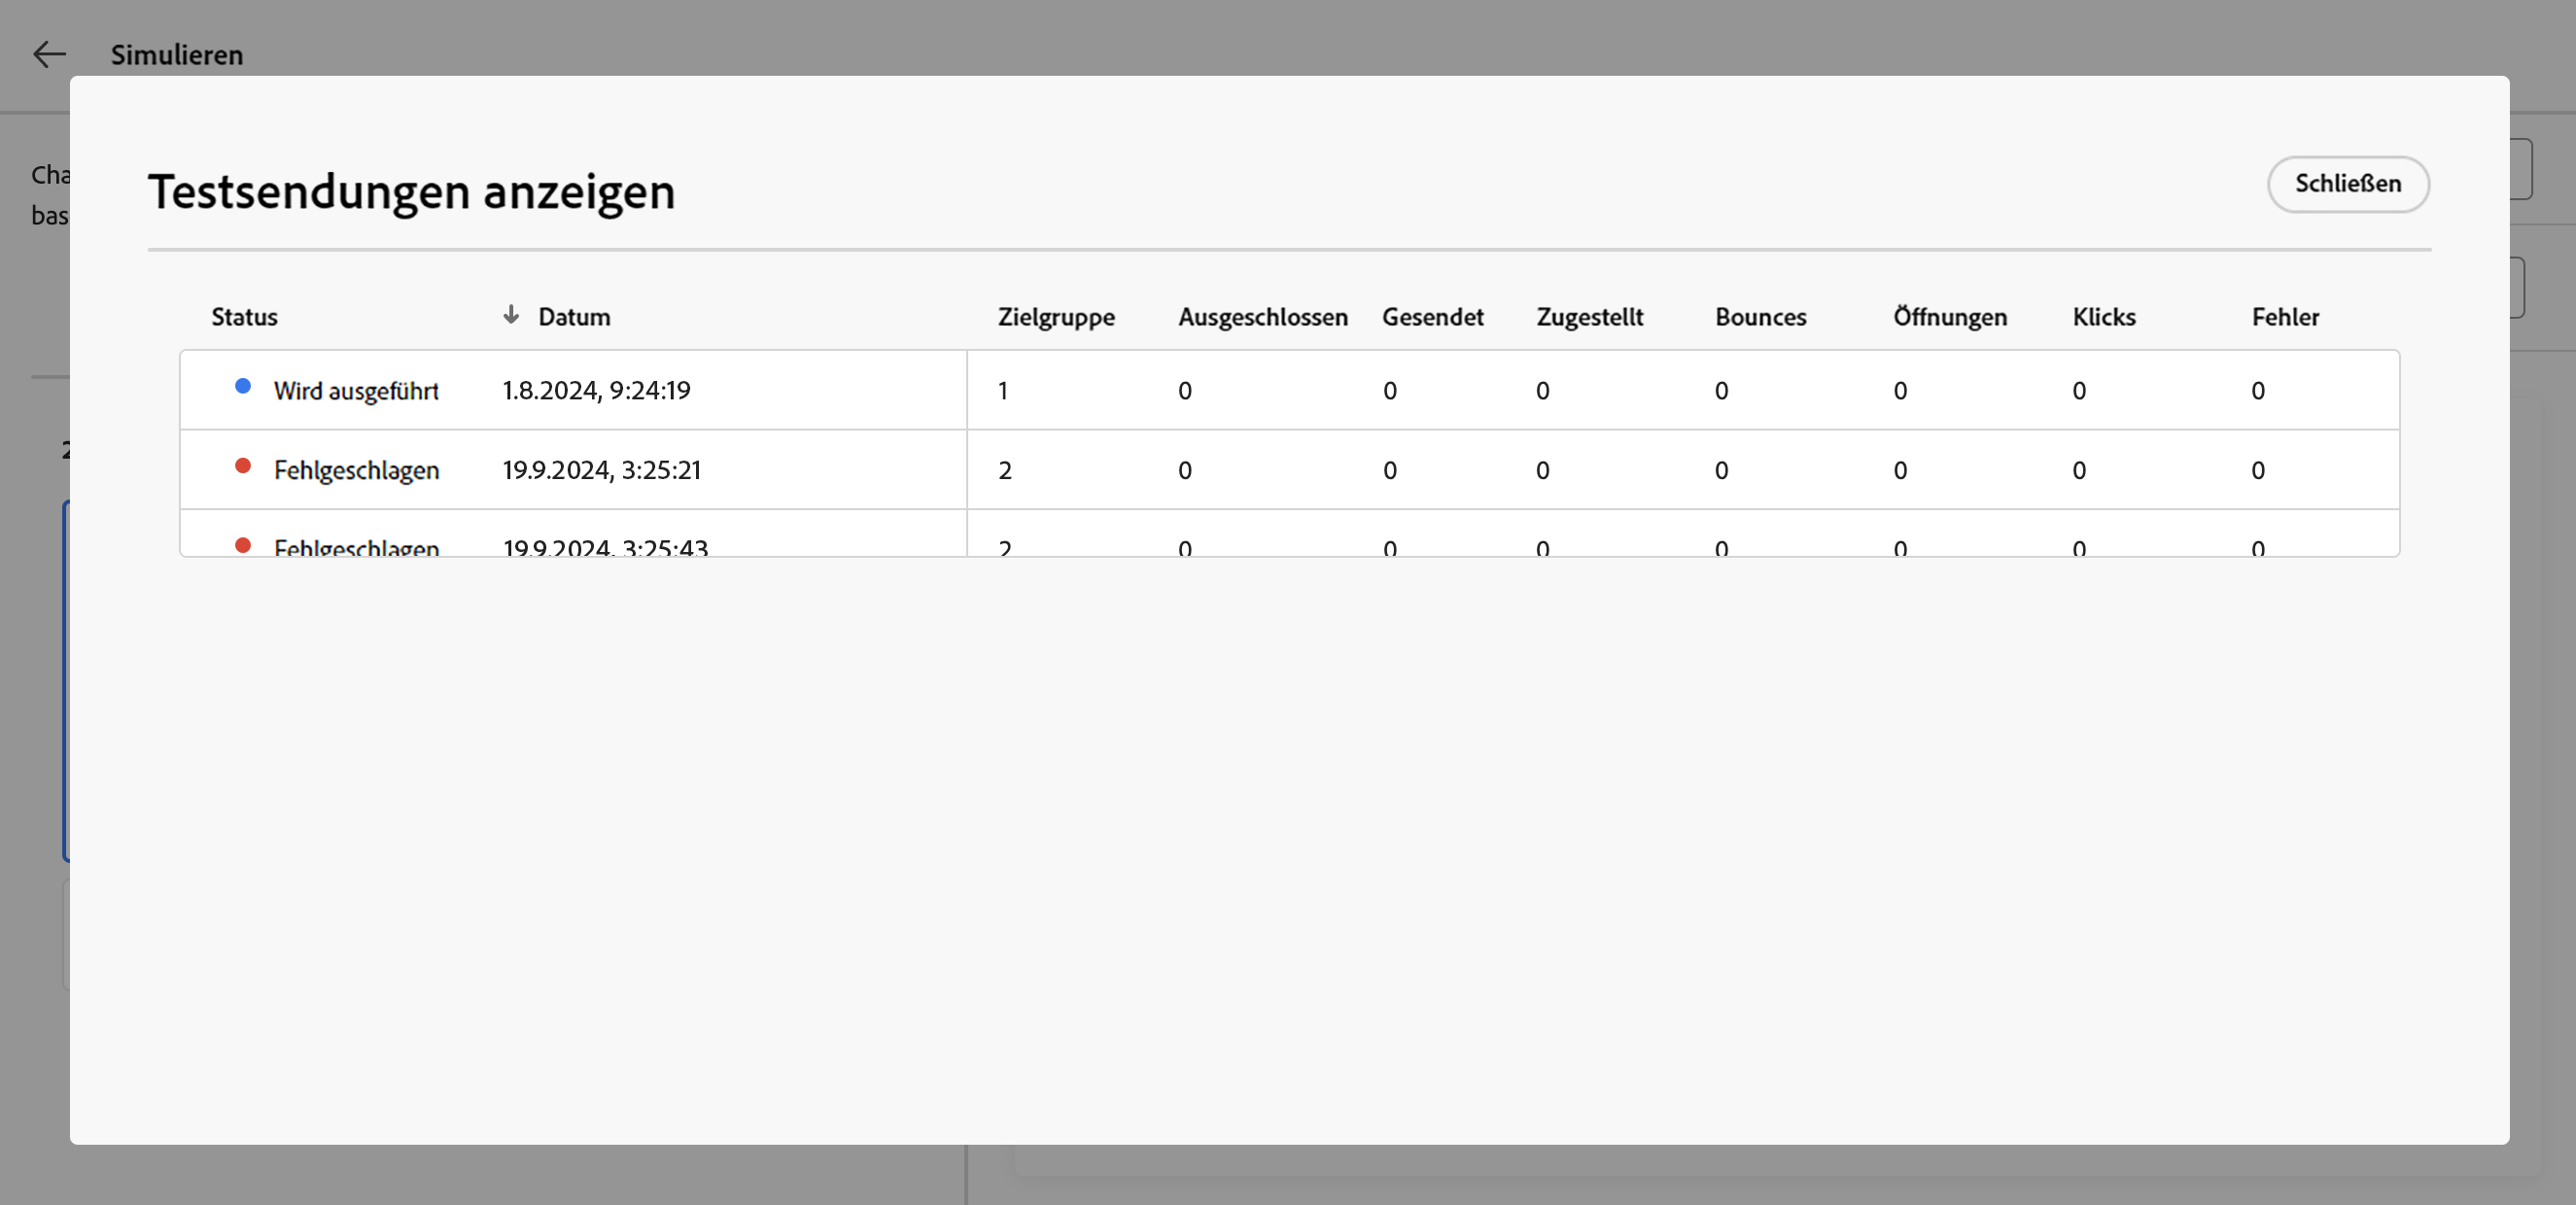 Simulieren
Cha
bas
Testsendungen anzeigen
Schließen
Status Datum Zielgruppe Ausgeschlossen Gesendet Zugestellt Bounces Öffnungen Klicks Fehler
Wird ausgeführt 1.8.2024, 9:24:19 1 0 0 0 0 0 0 0
Fehlgeschlagen 19.9.2024, 3:25:21 2 0 0 0 0 0 0 0
Fehlgeschlagen 19.9.2024, 3:25:43 2 0 0 0 0 0 0 0
2